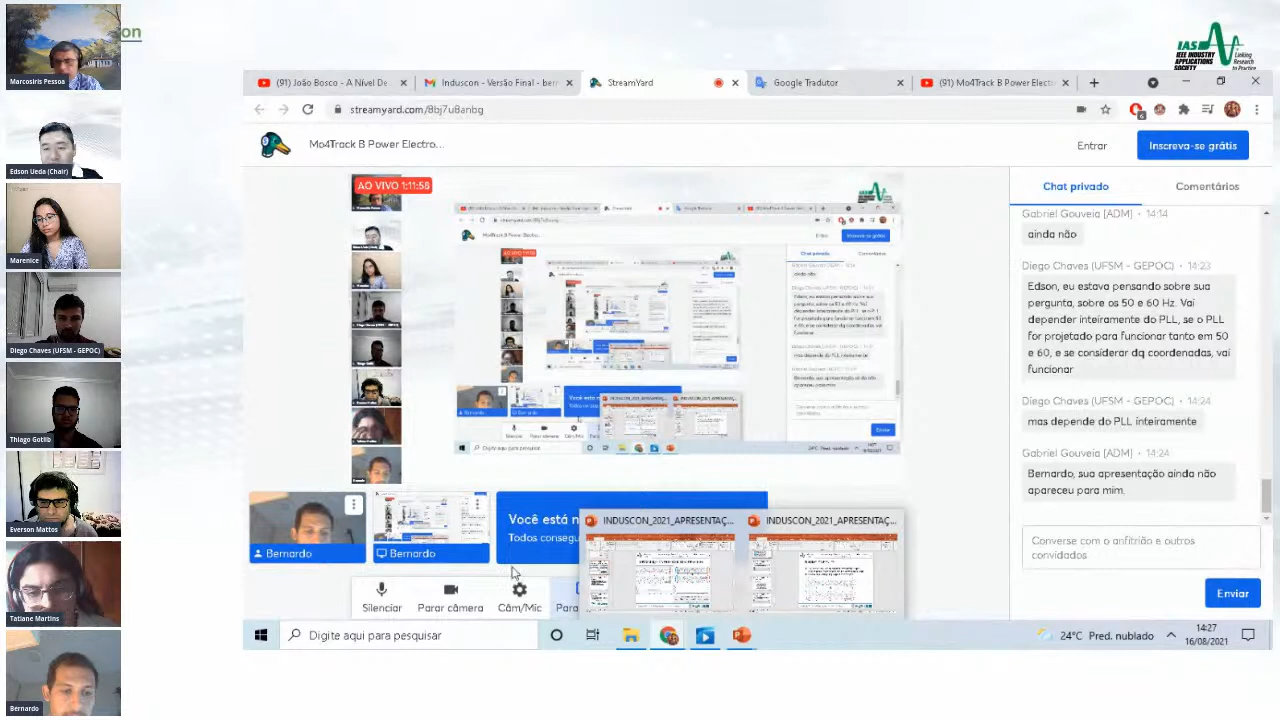 on
Marcosiris Pessoa
Edson Ueda (Chair)
Marenice
Diego Chaves (UFSM - GEPOC)
Thiago Gotlib
Everson Mattos
Tatiane Martins
Bernardo
IAS
IEEE INDUSTRY
APPLICATIONS
SOCIETY
Linking
Research
to Practice
(91) João Bosco - A Nível De
Induscon - Versão Final - ber
StreamYard
Google Tradutor
(91) Mo4Track B Power Electr
streamyard.com/8bj7u8anbg
6
Mo4Track B Power Electro...
Entrar
Inscreva-se grátis
AO VIVO 1:11:58
Chat privado
Comentários
Gabriel Gouveia [ADM] • 14:14
ainda não
Diego Chaves (UFSM - GEPOC) • 14:23
Edson, eu estava pensando sobre sua
pergunta, sobre os 50 e 60 Hz. Vai
depender inteiramente do PLL, se o PLL
for projetado para funcionar tanto em 50
e 60, e se considerar dq coordenadas, vai
funcionar
Diego Chaves (UFSM - GEPOC) • 14:24
mas depende do PLL inteiramente
Gabriel Gouveia [ADM] • 14:24
Bernardo, sua apresentação ainda não
apareceu para mim.
Converse com o anfitrião e outros
convidados
Enviar
Bernardo
Bernardo
Você está n
Todos consegu
INDUSCON_2021_APRESENTAÇ...
INDUSCON_2021_APRESENTAÇ...
Silenciar
Parar câmera
Câm/Mic
Para
Digite aqui para pesquisar
24°C Pred. nublado
14:27
16/08/2021